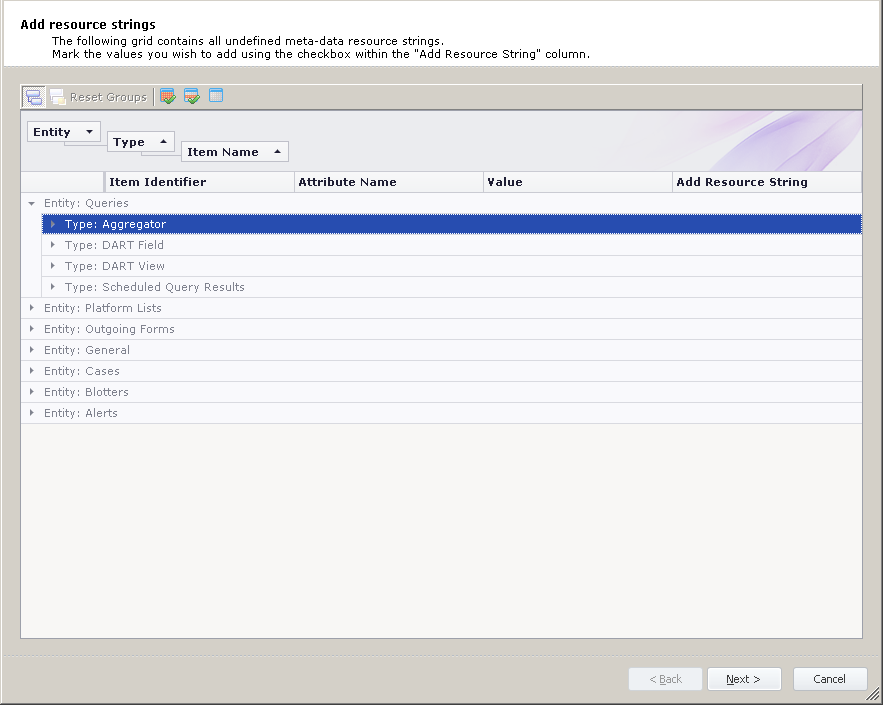 Add resource strings
The following grid contains all undefined meta-data resource strings.
Mark the values you wish to add using the checkbox within the "Add Resource String" column.
Reset Groups
Entity
Type
Item Name
Item Identifier Attribute Name Value Add Resource String
Entity: Queries
Type: Aggregator
Type: DART Field
Type: DART View
Type: Scheduled Query Results
Entity: Platform Lists
Entity: Outgoing Forms
Entity: General
Entity: Cases
Entity: Blotters
Entity: Alerts
< Back Next > Cancel